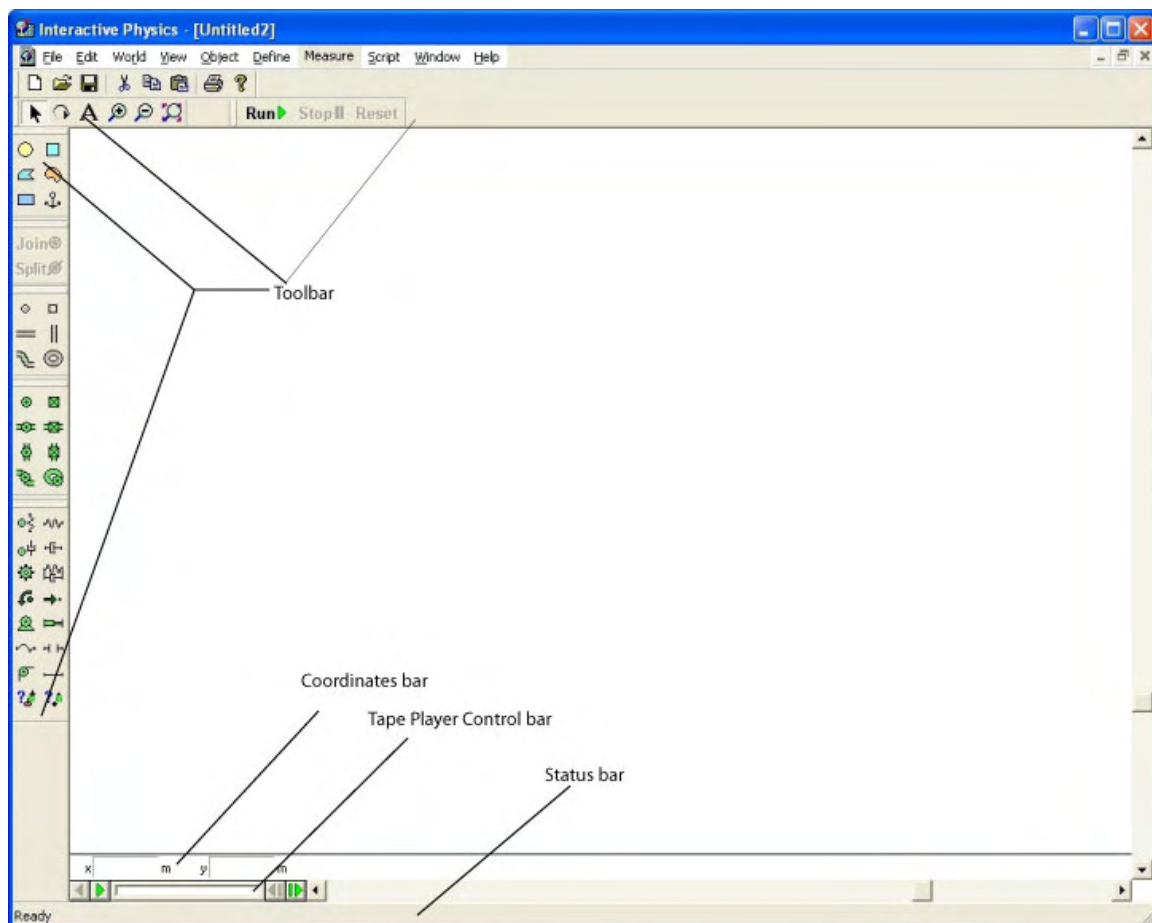 Interactive Physics - [Untitled2]
File Edit World View Object Define Measure Script Window Help
A Run Stop Reset
Join
Split
Toolbar
Coordinates bar
Tape Player Control bar
Status bar
x m y m
Ready